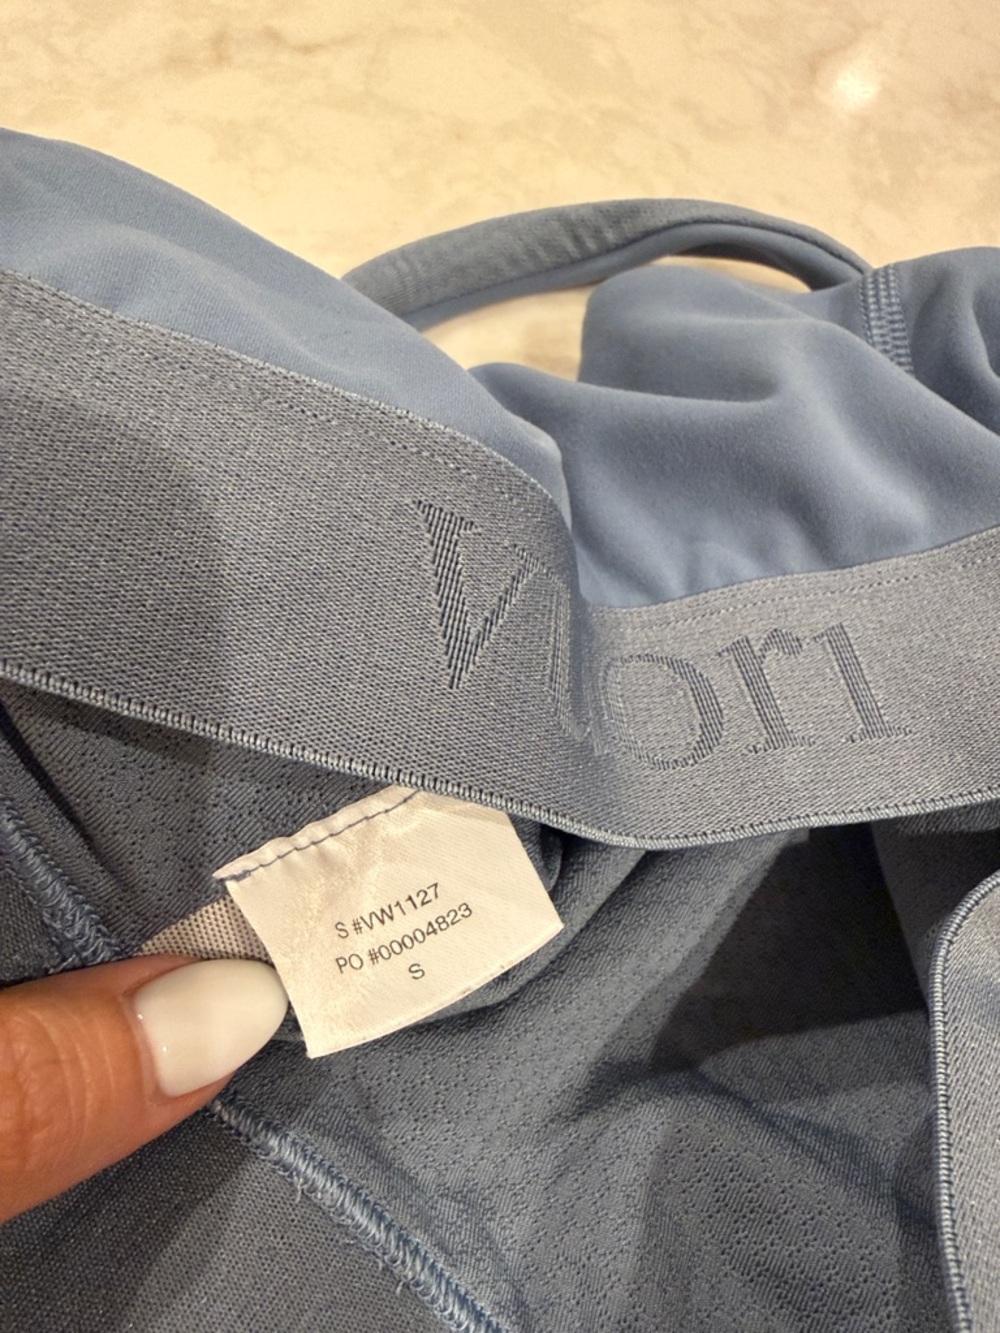 Vuori
S #VW1127
PO #00004823
S